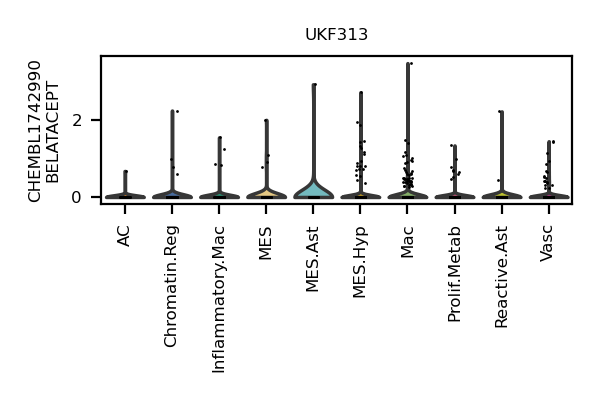 UKF313
CHEMBL1742990
BELATACEPT
2
0
AC
Chromatin.Reg
Inflammatory.Mac
MES
MES.Ast
MES.Hyp
Mac
Prolif.Metab
Reactive.Ast
Vasc